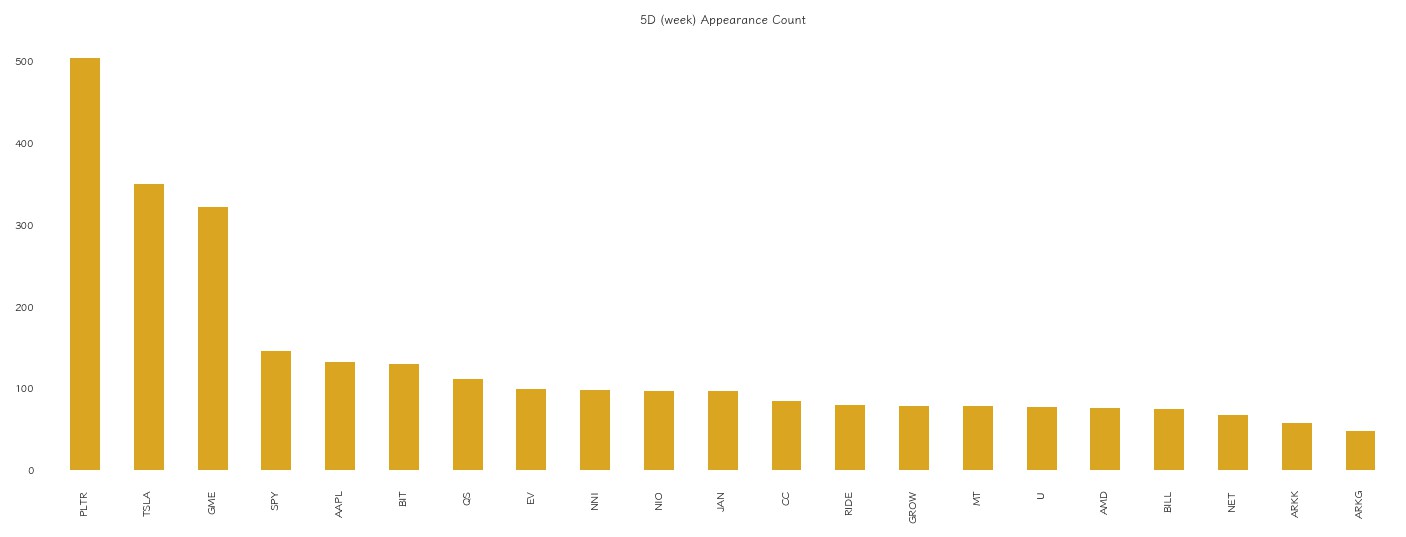 5D (week) Appearance Count
500
400
300
200
100
0
PLTR
TSLA
GME
SPY
AAPL
BIT
QS
EV
NNI
NIO
JAN
CC
RIDE
GROW
MT
U
AMD
BILL
NET
ARKK
ARKG